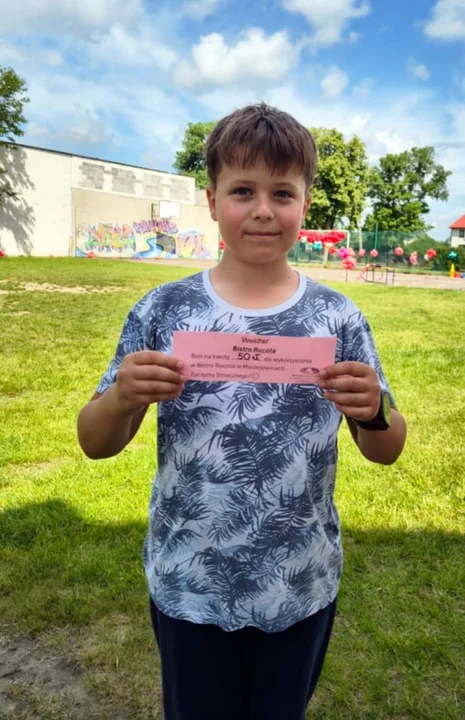 Voucher
Bistro Rucola
Bon na kwotę ...50 zł...do wykorzystania
w Bistro Rucola w Maciejowicach.
Życzymy Smacznego!